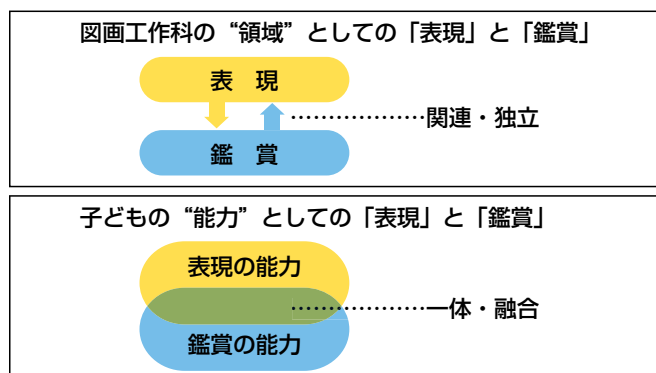 図画工作科の“領域”としての「表現」と「鑑賞」
表 現
………………関連・独立
鑑 賞
子どもの“能力”としての「表現」と「鑑賞」
表現の能力
………………一体・融合
鑑賞の能力